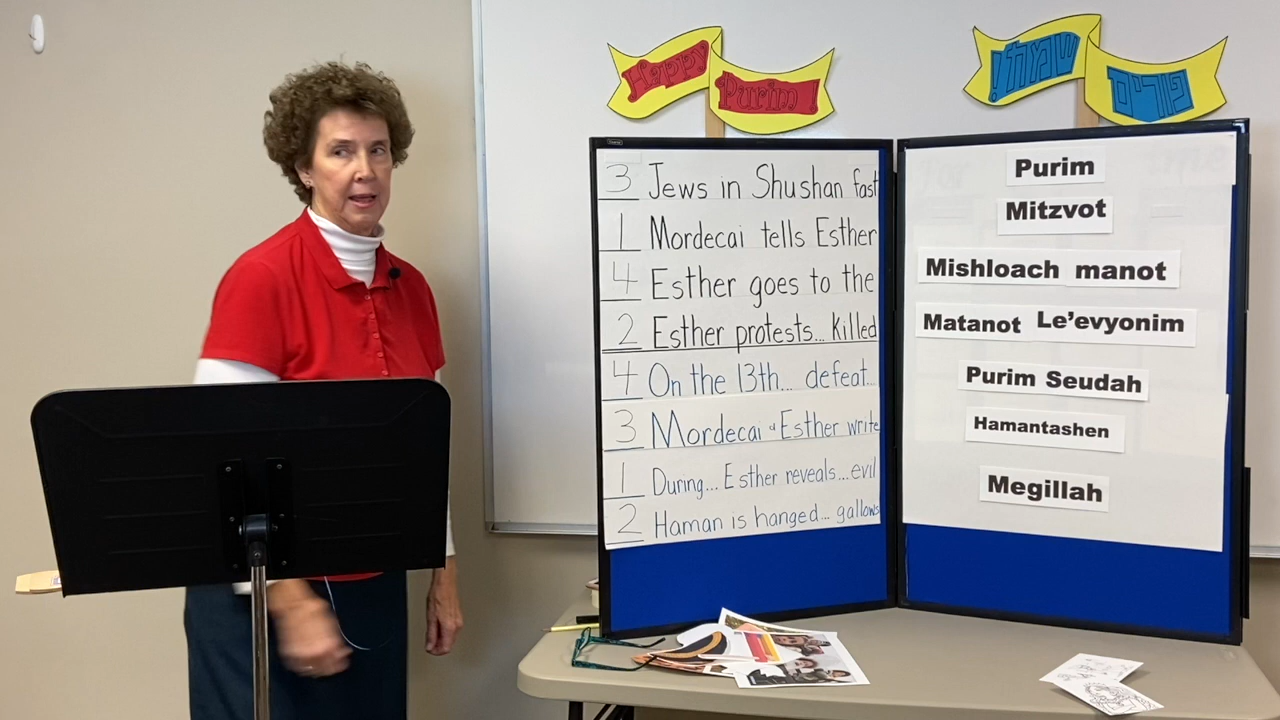 Happy
Purim!
שמח!
פורים
3 Jews in Shushan fast
1 Mordecai tells Esther
4 Esther goes to the
2 Esther protests... killed
4 On the 13th... defeat...
3 Mordecai & Esther write
1 During... Esther reveals...evil
2 Haman is hanged... gallows
Purim
Mitzvot
Mishloach manot
Matanot Le'evyonim
Purim Seudah
Hamantashen
Megillah